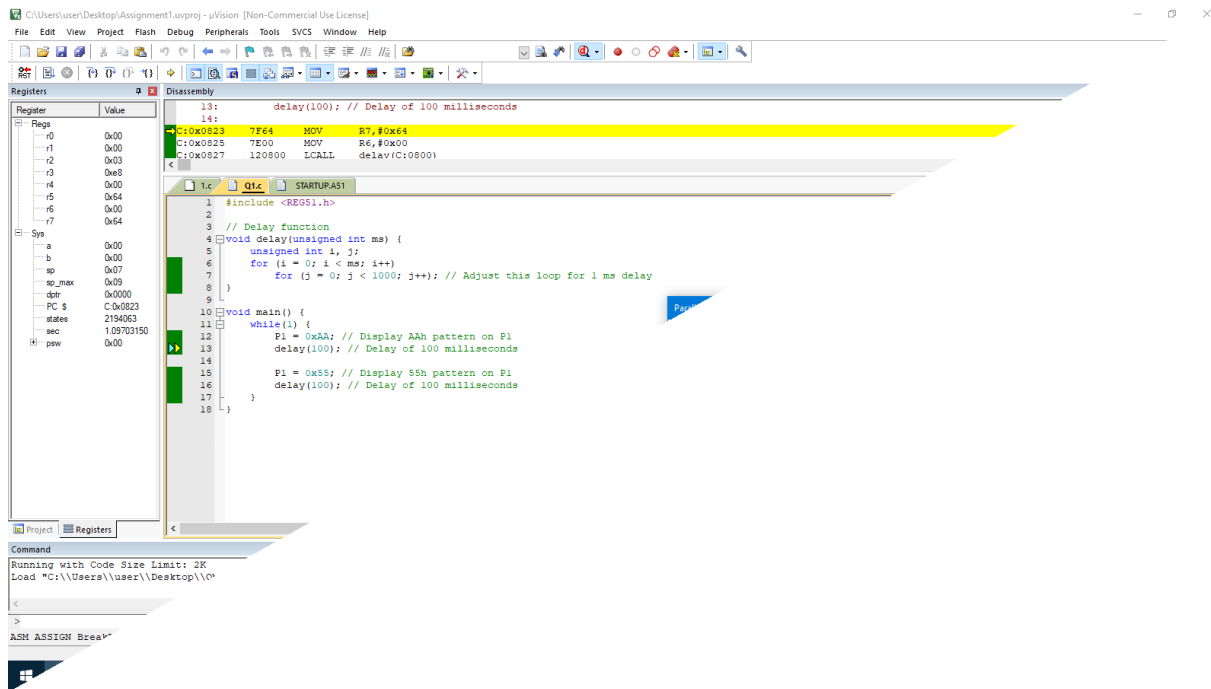 C:\Users\user\Desktop\Assignment1.uvproj - µVision [Non-Commercial Use License]
File Edit View Project Flash Debug Peripherals Tools SVCS Window Help
RST
Registers
Register Value
Regs
r0 0x00
r1 0x00
r2 0x03
r3 0xe8
r4 0x00
r5 0x64
r6 0x00
r7 0x64
Sys
a 0x00
b 0x00
sp 0x07
sp_max 0x09
dptr 0x0000
PC $ C:0x0823
states 2194063
sec 1.09703150
psw 0x00
Project Registers
Disassembly
13: delay(100); // Delay of 100 milliseconds
14:
C:0x0823 7F64 MOV R7,#0x64
C:0x0825 7E00 MOV R6,#0x00
C:0x0827 120800 LCALL delay(C:0800)
1.c Q1.c STARTUP.A51
1 #include <REG51.h>
2
3 // Delay function
4 void delay(unsigned int ms) {
5 unsigned int i, j;
6 for (i = 0; i < ms; i++)
7 for (j = 0; j < 1000; j++); // Adjust this loop for 1 ms delay
8 }
9
10 void main() {
11 while(1) {
12 P1 = 0xAA; // Display AAh pattern on P1
13 delay(100); // Delay of 100 milliseconds
14
15 P1 = 0x55; // Display 55h pattern on P1
16 delay(100); // Delay of 100 milliseconds
17 }
18 }
Command
Running with Code Size Limit: 2K
Load "C:\\Users\\user\\Desktop\\
>
ASM ASSIGN